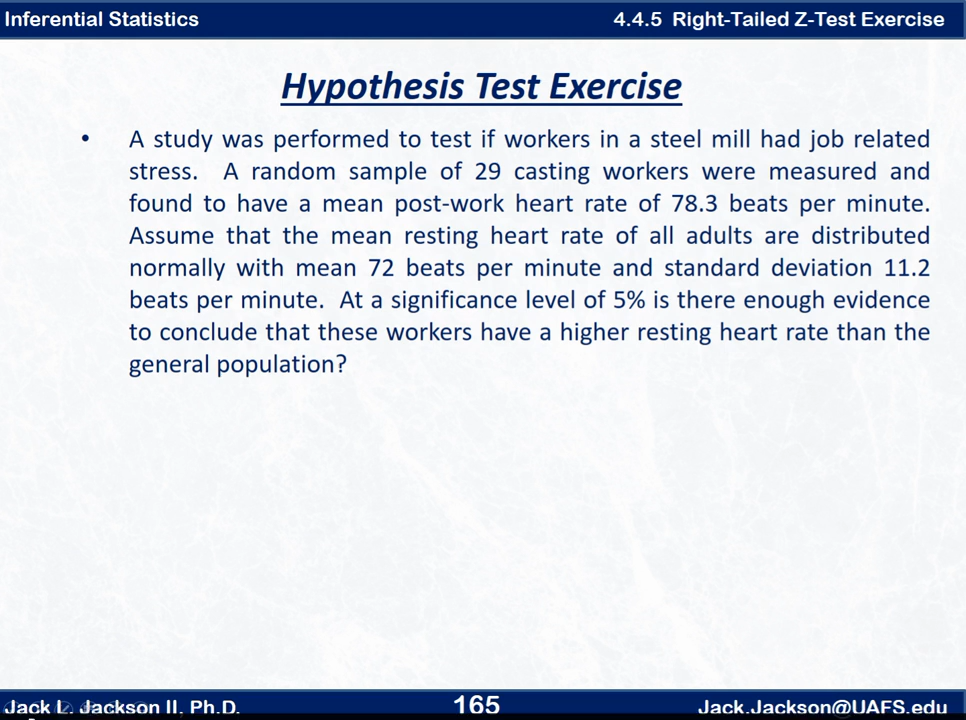 Inferential Statistics
4.4.5 Right-Tailed Z-Test Exercise
Hypothesis Test Exercise
• A study was performed to test if workers in a steel mill had job related
stress. A random sample of 29 casting workers were measured and
found to have a mean post-work heart rate of 78.3 beats per minute.
Assume that the mean resting heart rate of all adults are distributed
normally with mean 72 beats per minute and standard deviation 11.2
beats per minute. At a significance level of 5% is there enough evidence
to conclude that these workers have a higher resting heart rate than the
general population?
Jack L. Jackson II, Ph.D.
165
Jack.Jackson@UAFS.edu